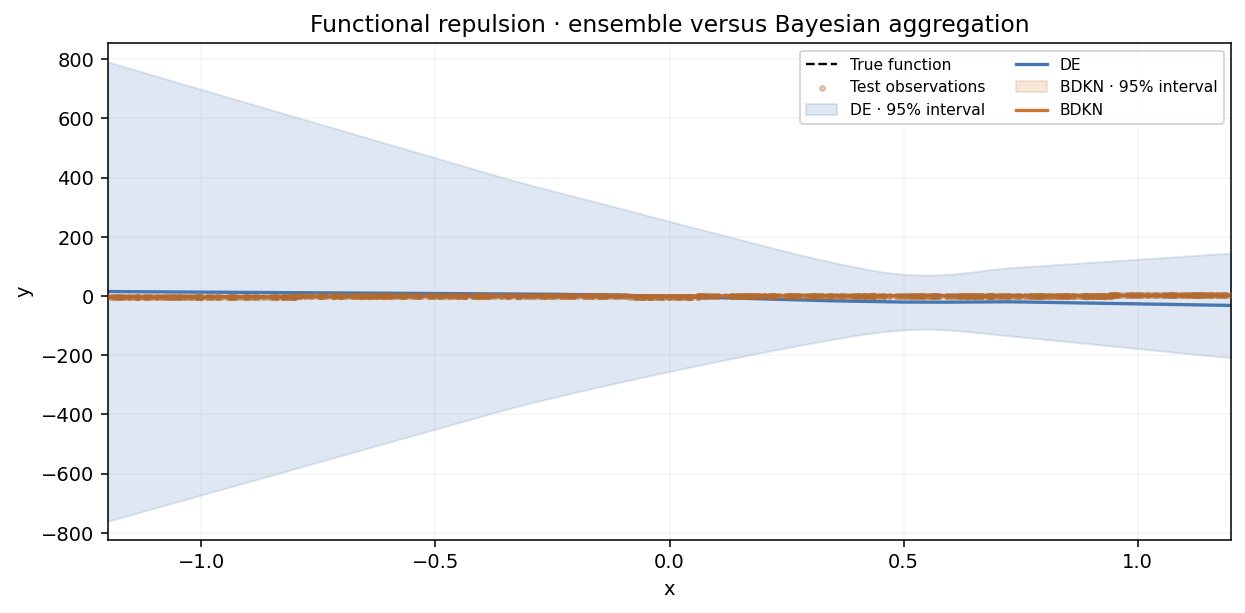 Functional repulsion · ensemble versus Bayesian aggregation
True function
Test observations
DE · 95% interval
DE
BDKN · 95% interval
BDKN
y
800
600
400
200
0
−200
−400
−600
−800
−1.0
−0.5
0.0
0.5
1.0
x